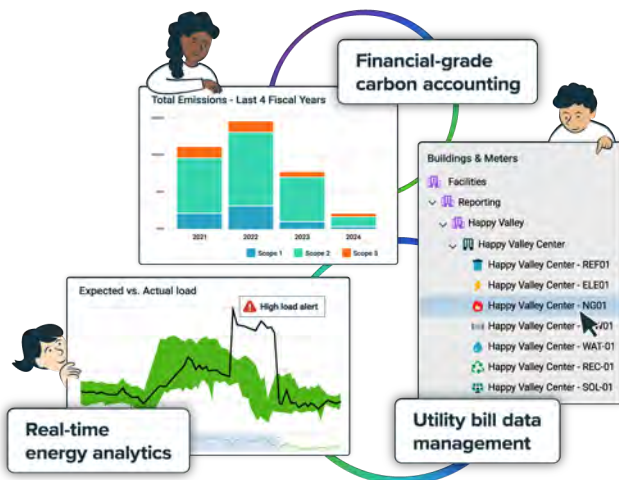 Financial-grade
carbon accounting
Total Emissions - Last 4 Fiscal Years
2021
2022
2023
2024
Scope 1
Scope 2
Scope 3
Buildings & Meters
Facilities
Reporting
Happy Valley
Happy Valley Center
Happy Valley Center - REF01
Happy Valley Center - ELE01
Happy Valley Center - NG01
Happy Valley Center -
Happy Valley Center - WAT-01
Happy Valley Center - REC-01
Happy Valley Center - SOL-01
Expected vs. Actual load
High load alert
Real-time
energy analytics
Utility bill data
management